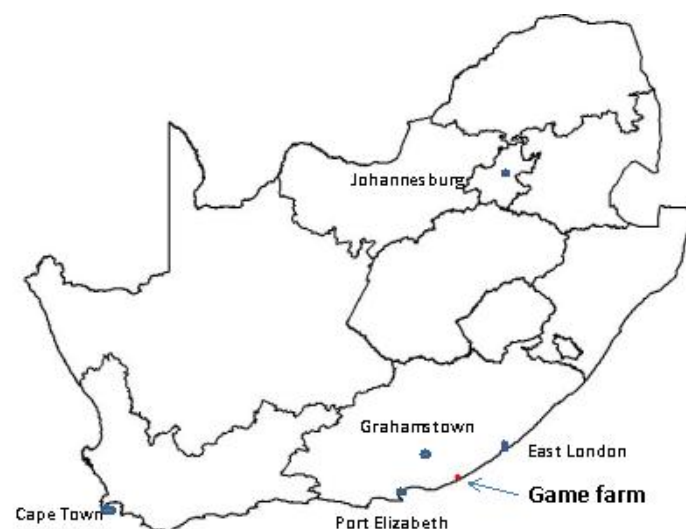 Johannesburg
Grahamstown
East London
Game farm
Cape Town
Port Elizabeth